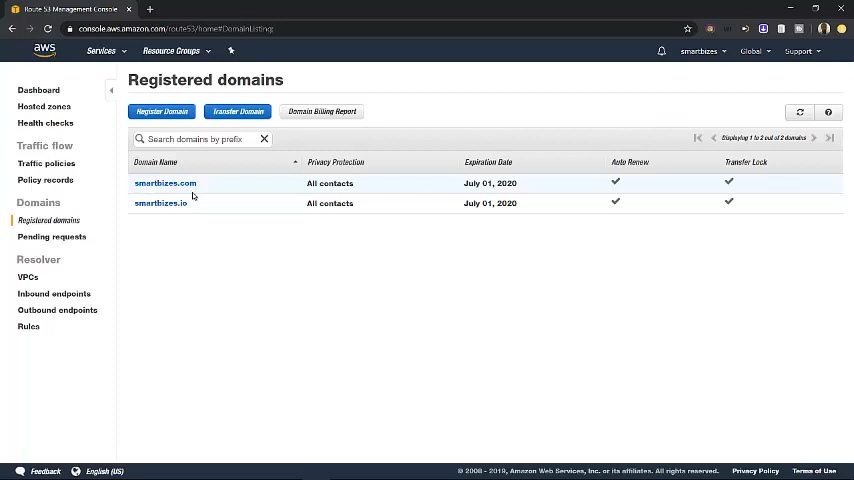 Route 53 Management Console
console.aws.amazon.com/route53/home#DomainListing:
aws Services Resource Groups smartbizes Global Support
Registered domains
Register Domain Transfer Domain Domain Billing Report
Search domains by prefix Displaying 1 to 2 out of 2 domains
Domain Name Privacy Protection Expiration Date Auto Renew Transfer Lock
smartbizes.com All contacts July 01, 2020
smartbizes.io All contacts July 01, 2020
Dashboard
Hosted zones
Health checks
Traffic flow
Traffic policies
Policy records
Domains
Registered domains
Pending requests
Resolver
VPCs
Inbound endpoints
Outbound endpoints
Rules
Feedback English (US) © 2008 - 2019, Amazon Web Services, Inc. or its affiliates. All rights reserved. Privacy Policy Terms of Use